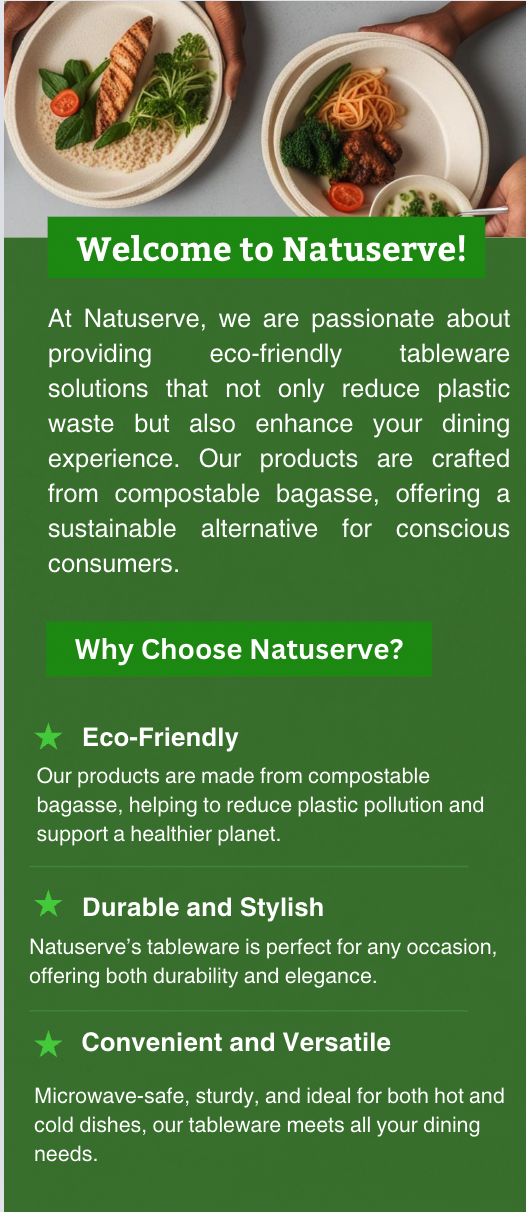 Welcome to Natuserve!
At Natuserve, we are passionate about
providing eco-friendly tableware
solutions that not only reduce plastic
waste but also enhance your dining
experience. Our products are crafted
from compostable bagasse, offering a
sustainable alternative for conscious
consumers.
Why Choose Natuserve?
Eco-Friendly
Our products are made from compostable
bagasse, helping to reduce plastic pollution and
support a healthier planet.
Durable and Stylish
Natuserve’s tableware is perfect for any occasion,
offering both durability and elegance.
Convenient and Versatile
Microwave-safe, sturdy, and ideal for both hot and
cold dishes, our tableware meets all your dining
needs.